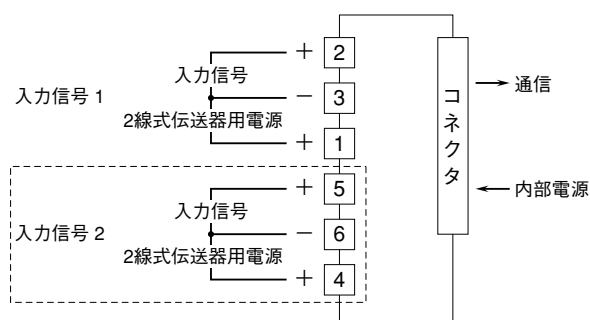 入力信号 1
+ 2
入力信号
− 3
2線式伝送器用電源
+ 1
入力信号 2
+ 5
入力信号
− 6
2線式伝送器用電源
+ 4
コネクタ
通信
内部電源